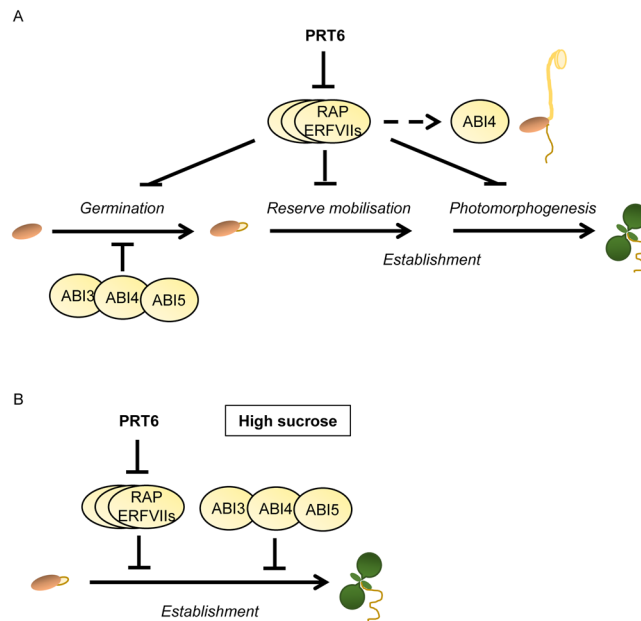 A
PRT6
RAP
ERFVIIs
ABI4
Germination
Reserve mobilisation
Photomorphogenesis
Establishment
ABI3
ABI4
ABI5
B
PRT6
High sucrose
RAP
ERFVIIs
ABI3
ABI4
ABI5
Establishment